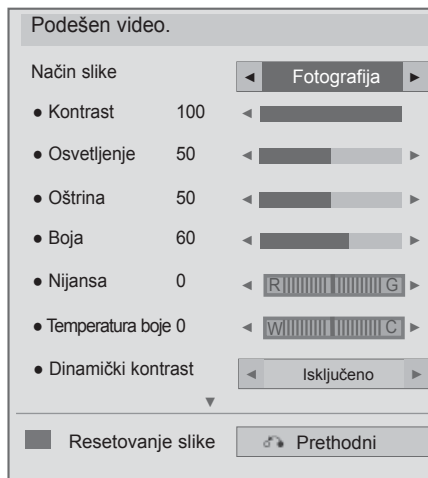 Podešen video.
Način slike ◄ Fotografija ►
● Kontrast 100 ◄
● Osvetljenje 50 ◄ ►
● Oštrina 50 ◄ ►
● Boja 60 ◄ ►
● Nijansa 0 ◄ R G ►
● Temperatura boje 0 ◄ W C ►
● Dinamički kontrast ◄ Isključeno ►
▼
Resetovanje slike Prethodni